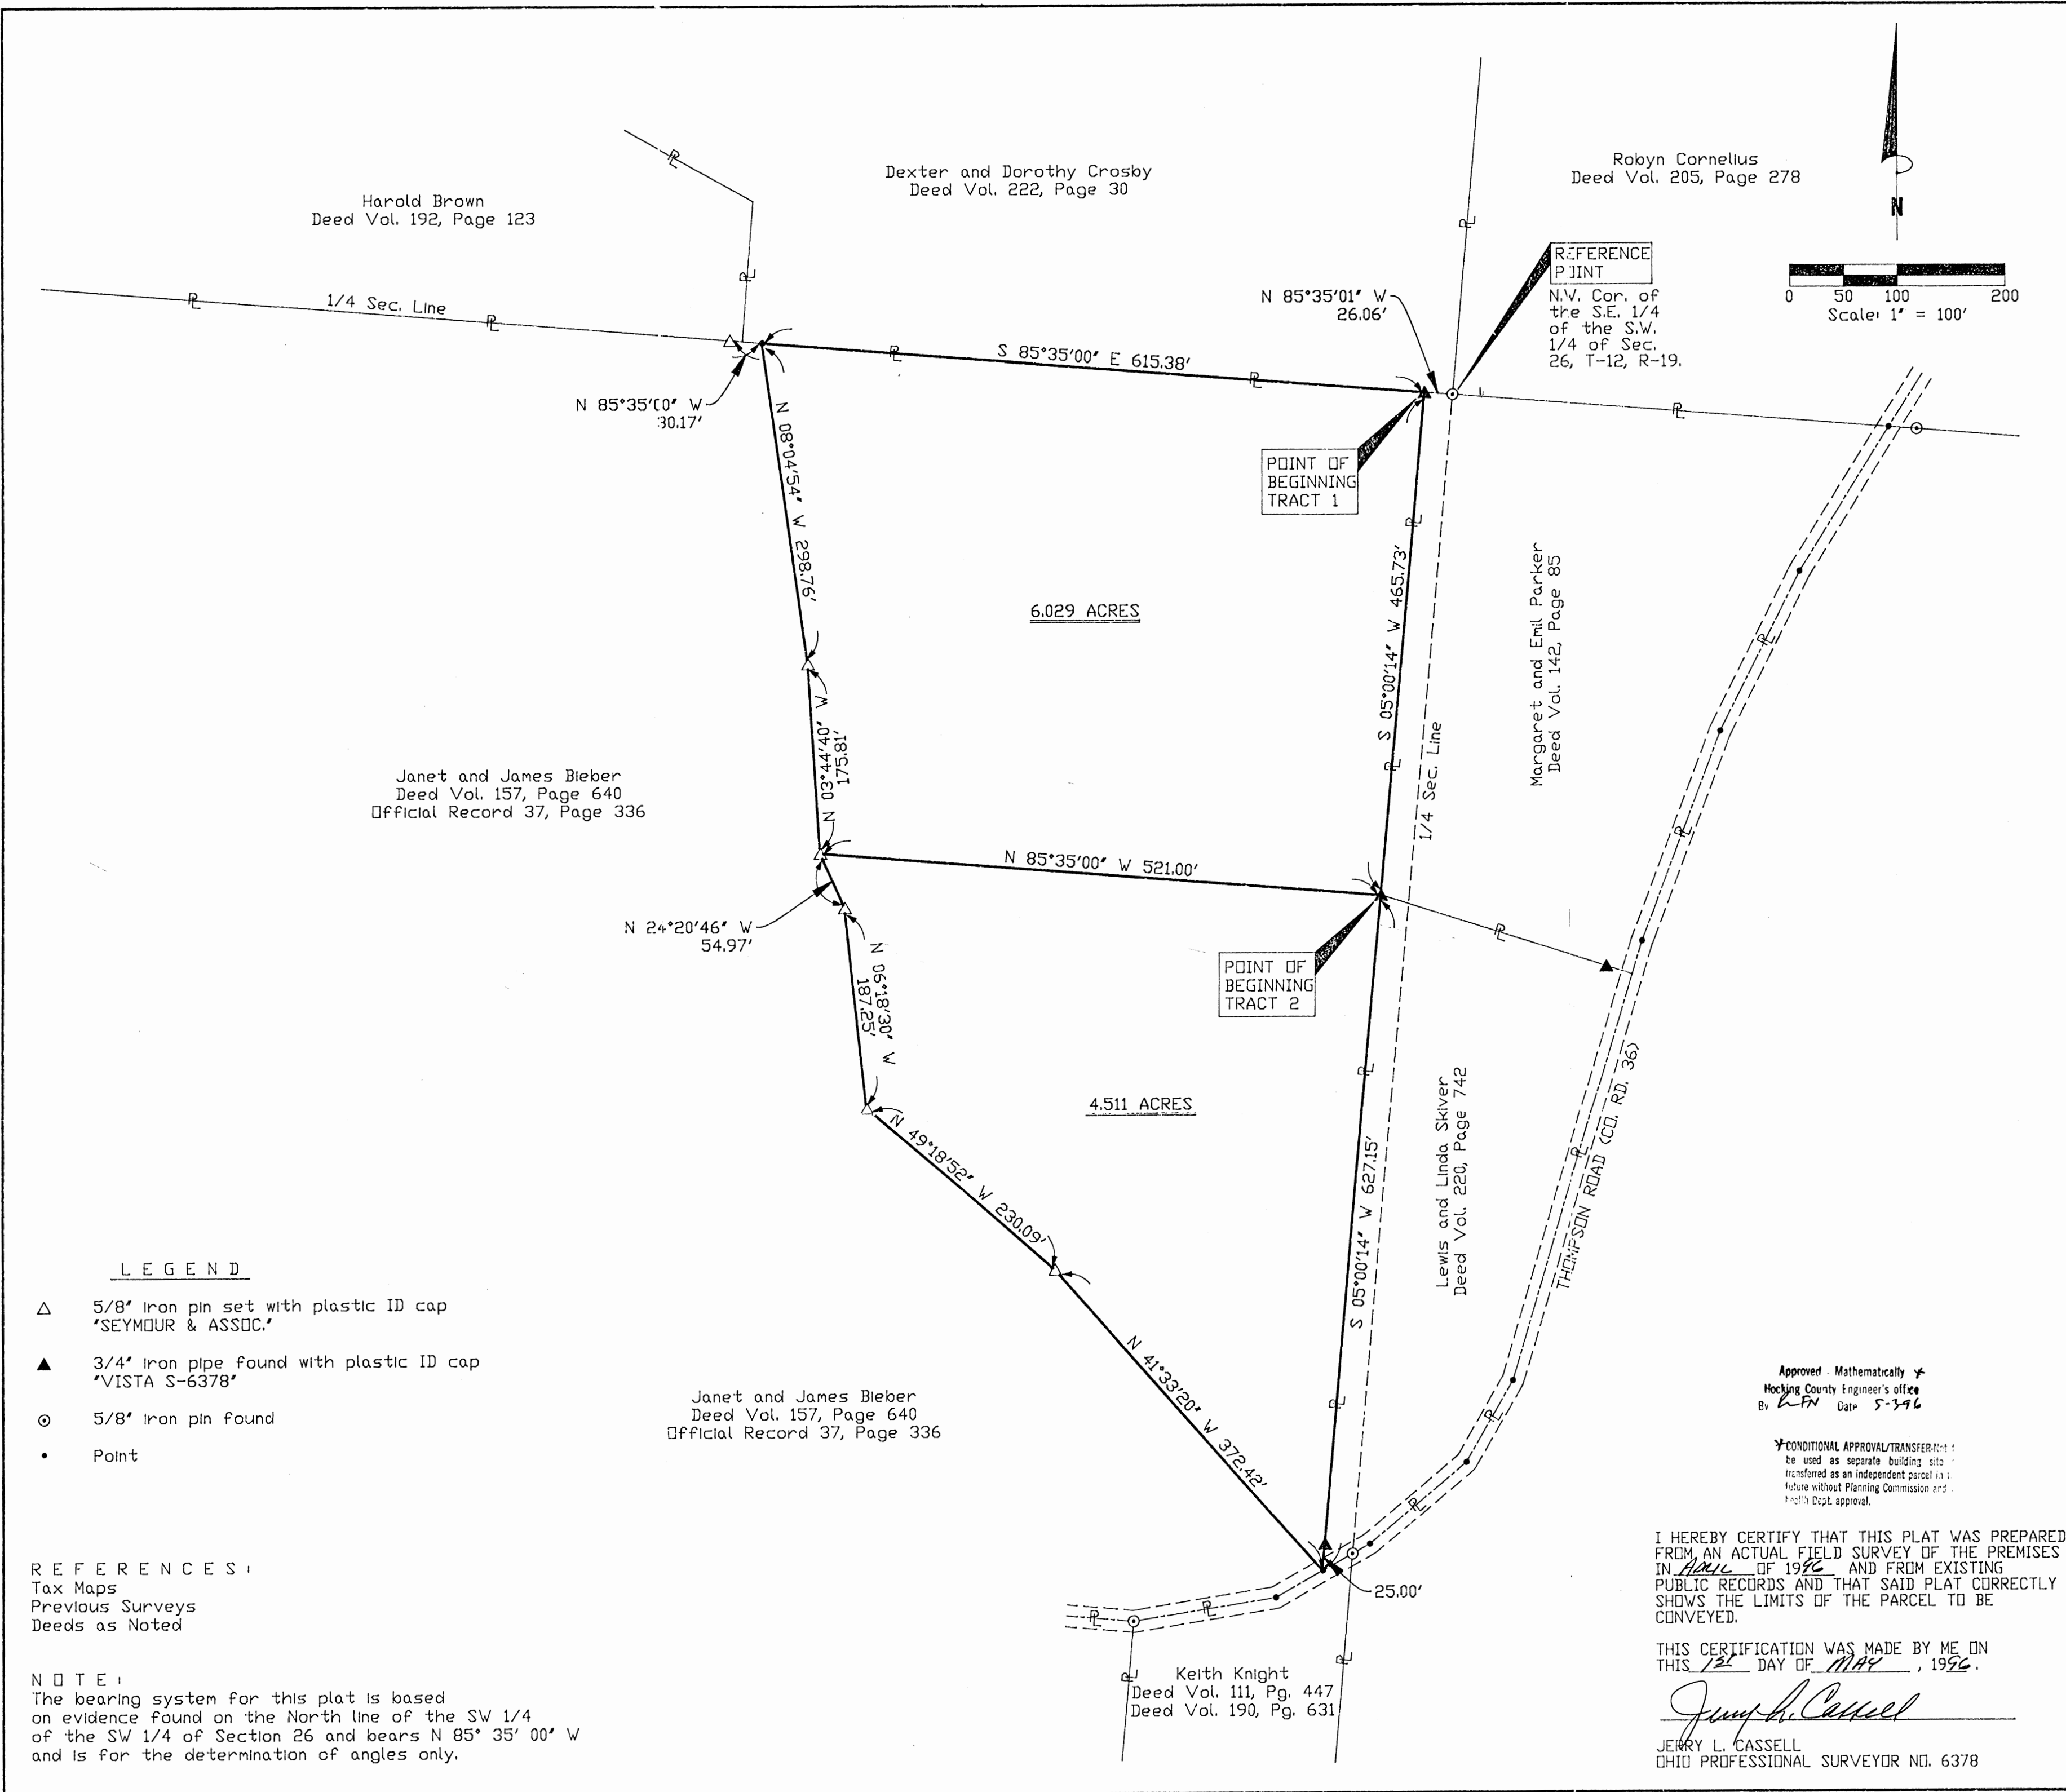 Harold Brown
Deed Vol. 192, Page 123
Dexter and Dorothy Crosby
Deed Vol. 222, Page 30
Robyn Cornelius
Deed Vol. 205, Page 278
N
0 50 100 200
Scale: 1" = 100'
REFERENCE
POINT
N.W. Cor. of
the S.E. 1/4
of the S.W.
1/4 of Sec.
26, T-12, R-19.
N 85°35'01" W
26.06'
1/4 Sec. Line
S 85°35'00" E 615.38'
N 85°35'00" W
30.17'
N 08°04'54" W 298.76'
POINT OF
BEGINNING
TRACT 1
S 05°00'14" W 465.73'
6.029 ACRES
Margaret and Emil Parker
Deed Vol. 142, Page 85
1/4 Sec. Line
N 03°44'40" W
175.81'
Janet and James Bieber
Deed Vol. 157, Page 640
Official Record 37, Page 336
N 85°35'00" W 521.00'
N 24°20'46" W
54.97'
N 06°18'30" W
187.25'
POINT OF
BEGINNING
TRACT 2
4.511 ACRES
S 05°00'14" W 627.15'
Lewis and Linda Skiver
Deed Vol. 220, Page 742
THOMPSON ROAD (CO. RD. 36)
N 49°18'52" W 230.09'
N 41°33'20" W 372.42'
25.00'
Janet and James Bieber
Deed Vol. 157, Page 640
Official Record 37, Page 336
Keith Knight
Deed Vol. 111, Pg. 447
Deed Vol. 190, Pg. 631
LEGEND
5/8" iron pin set with plastic ID cap
"SEYMOUR & ASSOC."
3/4" iron pipe found with plastic ID cap
"VISTA S-6378"
5/8" iron pin found
Point
REFERENCES:
Tax Maps
Previous Surveys
Deeds as Noted
NOTE:
The bearing system for this plat is based
on evidence found on the North line of the SW 1/4
of the SW 1/4 of Section 26 and bears N 85° 35' 00" W
and is for the determination of angles only.
Approved Mathematically
Hocking County Engineer's office
By Date
CONDITIONAL APPROVAL/TRANSFER
be used as separate building site
transferred as an independent parcel in
future without Planning Commission and
Health Dept. approval.
I HEREBY CERTIFY THAT THIS PLAT WAS PREPARED
FROM AN ACTUAL FIELD SURVEY OF THE PREMISES
IN APRIL OF 1996 AND FROM EXISTING
PUBLIC RECORDS AND THAT SAID PLAT CORRECTLY
SHOWS THE LIMITS OF THE PARCEL TO BE
CONVEYED.
THIS CERTIFICATION WAS MADE BY ME ON
THIS 1st DAY OF MAY , 1996.
Jerry L. Cassell
JERRY L. CASSELL
OHIO PROFESSIONAL SURVEYOR NO. 6378